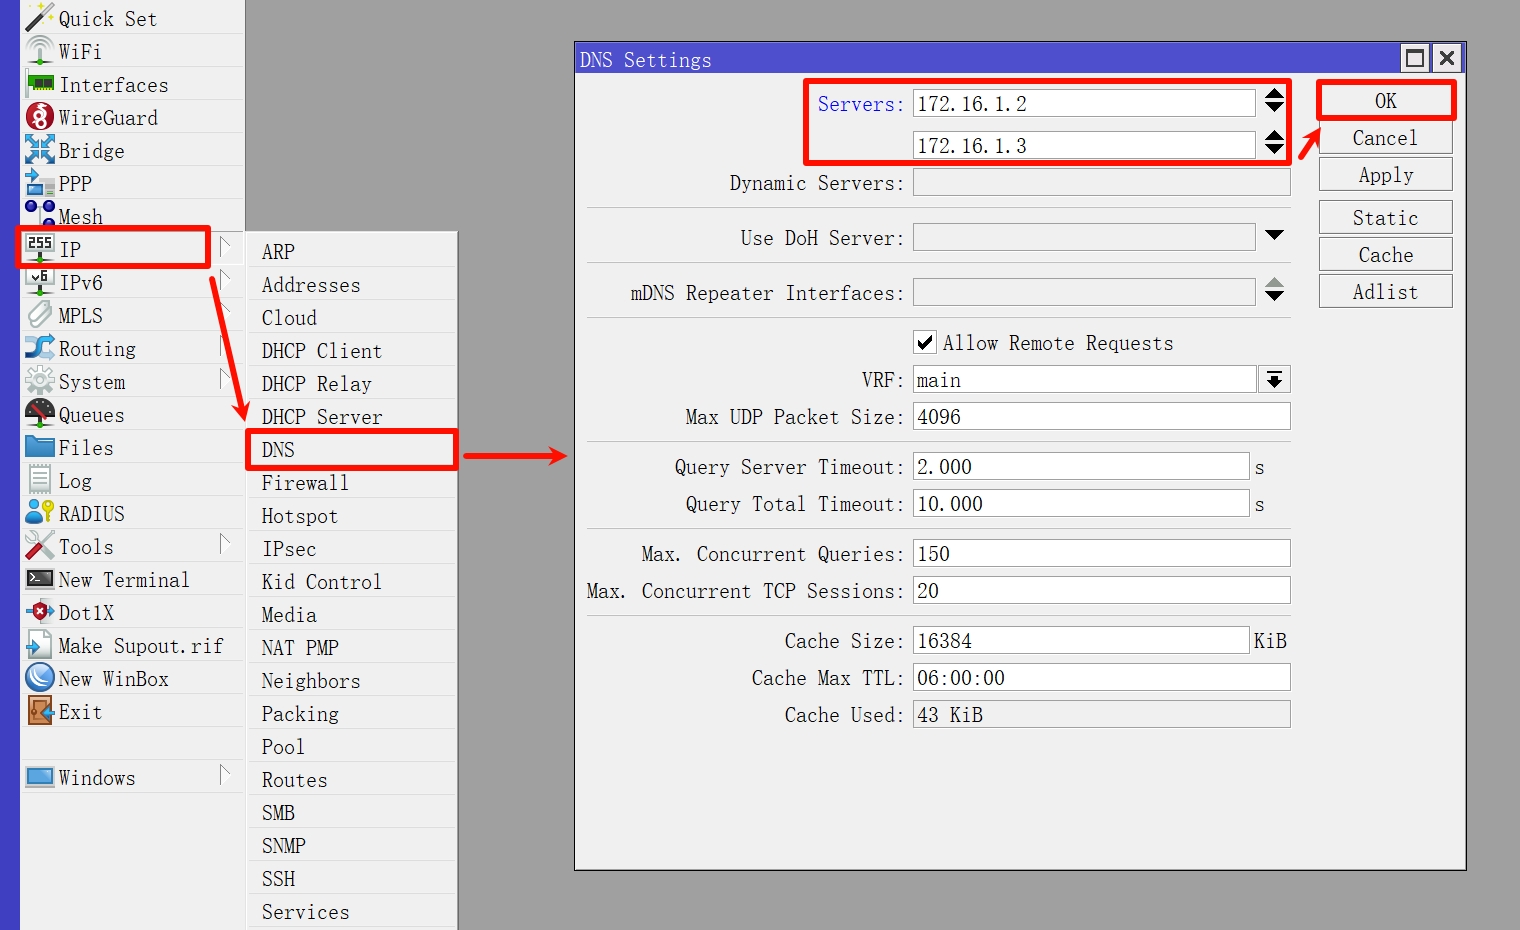 Quick Set
WiFi
Interfaces
WireGuard
Bridge
PPP
Mesh
255
IP
v6
IPv6
MPLS
Routing
System
Queues
Files
Log
RADIUS
Tools
New Terminal
Dot1X
Make Supout.rif
New WinBox
Exit
Windows
ARP
Addresses
Cloud
DHCP Client
DHCP Relay
DHCP Server
DNS
Firewall
Hotspot
IPsec
Kid Control
Media
NAT PMP
Neighbors
Packing
Pool
Routes
SMB
SNMP
SSH
Services
DNS Settings
Servers: 172.16.1.2
172.16.1.3
Dynamic Servers:
Use DoH Server:
mDNS Repeater Interfaces:
Allow Remote Requests
VRF: main
Max UDP Packet Size: 4096
Query Server Timeout: 2.000 s
Query Total Timeout: 10.000 s
Max. Concurrent Queries: 150
Max. Concurrent TCP Sessions: 20
Cache Size: 16384 KiB
Cache Max TTL: 06:00:00
Cache Used: 43 KiB
OK
Cancel
Apply
Static
Cache
Adlist